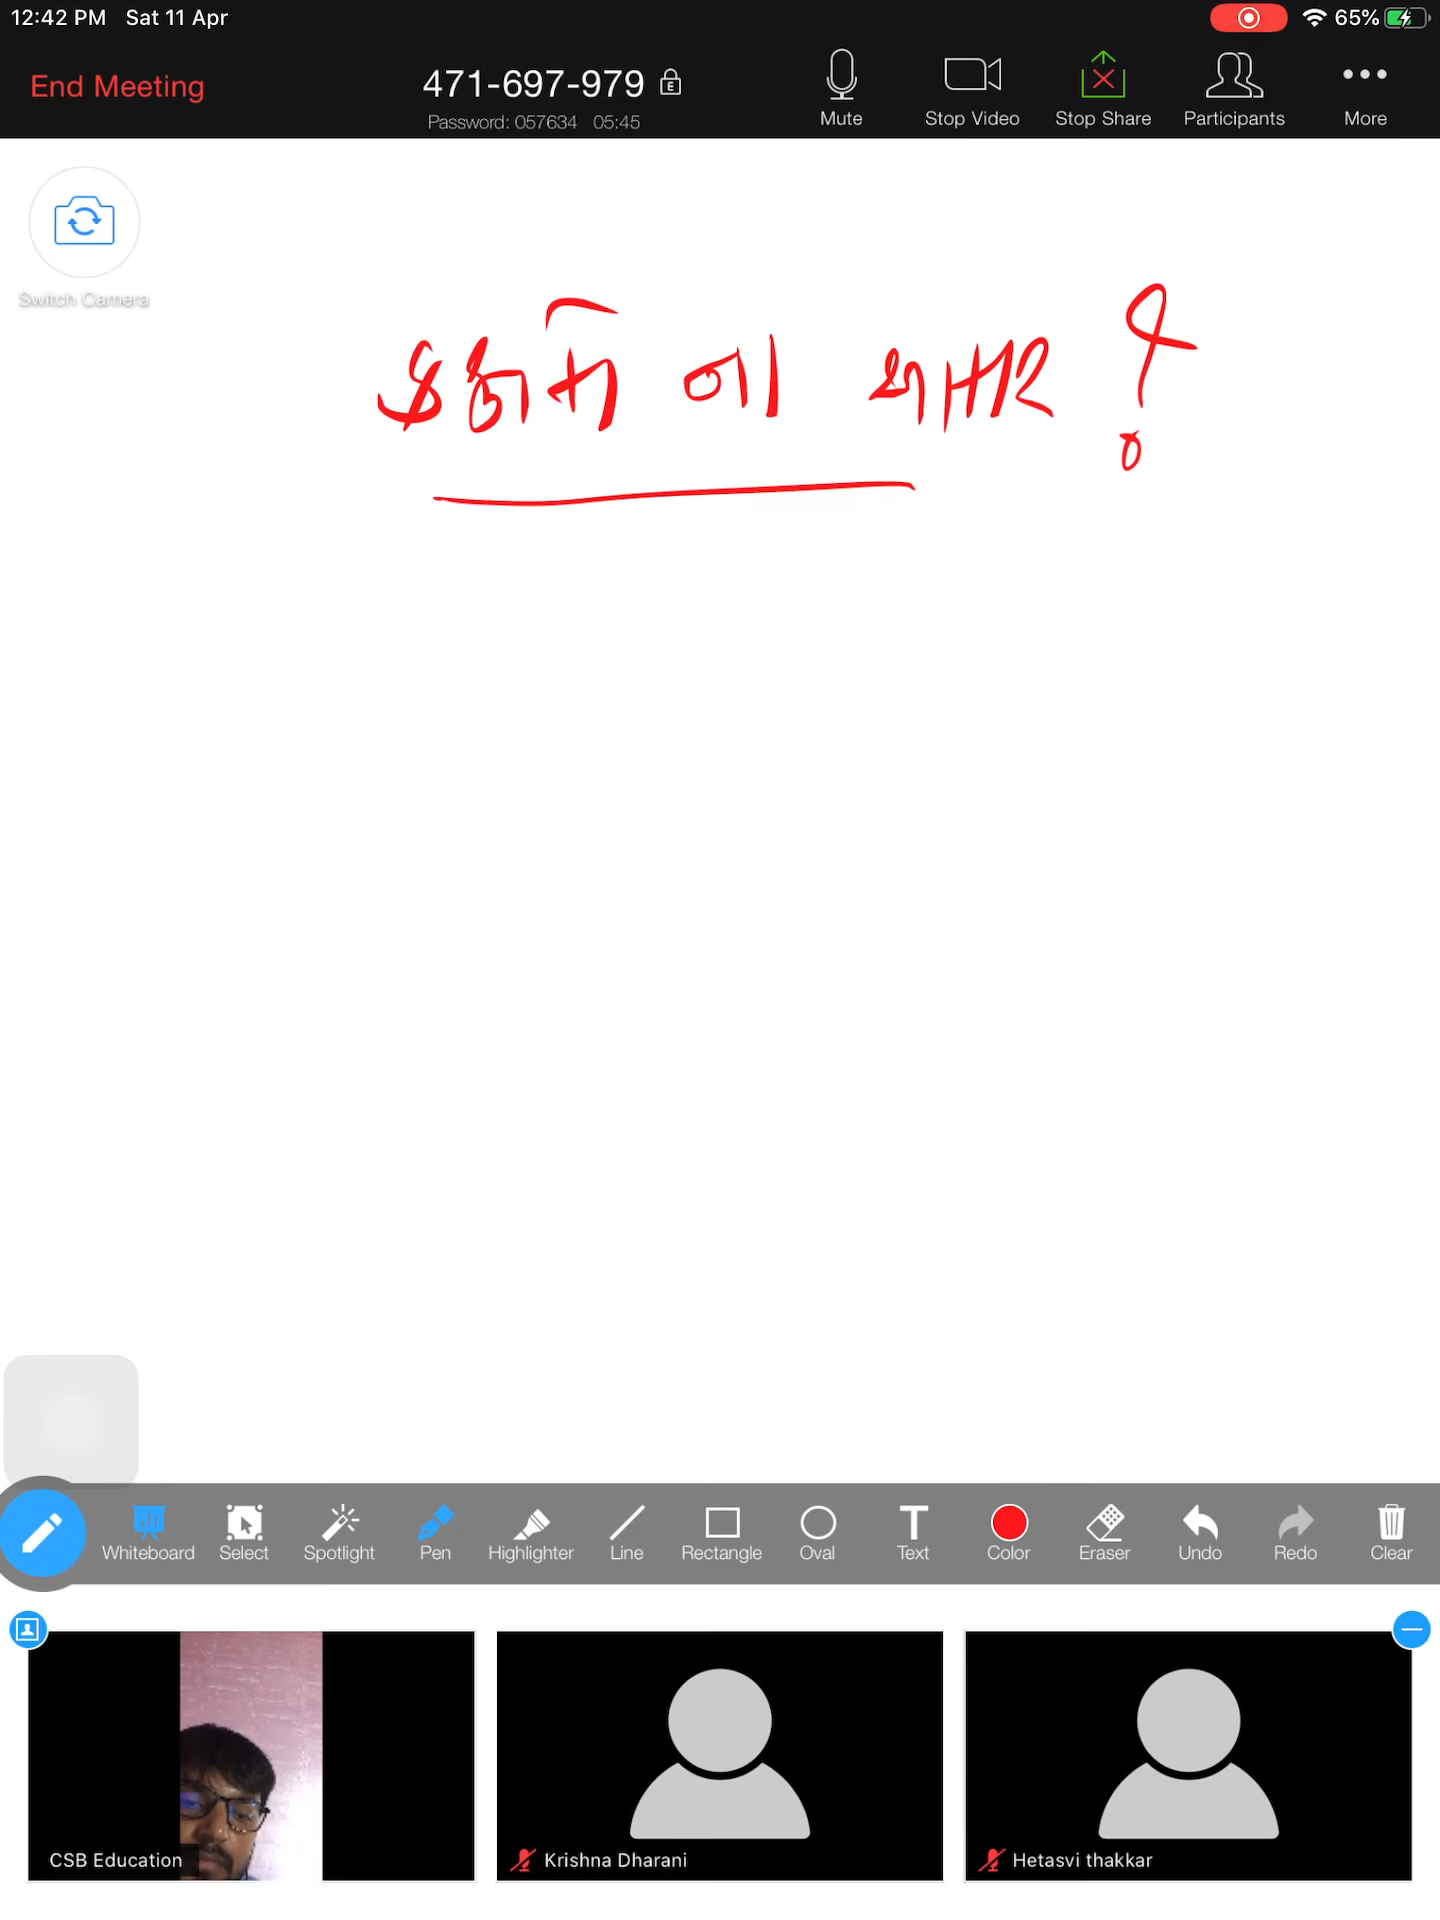 12:42 PM Sat 11 Apr 65%
End Meeting
471-697-979
Password: 057634 05:45
Mute Stop Video Stop Share Participants More
Switch Camera
ના ?
Whiteboard Select Spotlight Pen Highlighter Line Rectangle Oval Text Color Eraser Undo Redo Clear
CSB Education Krishna Dharani Hetasvi thakkar